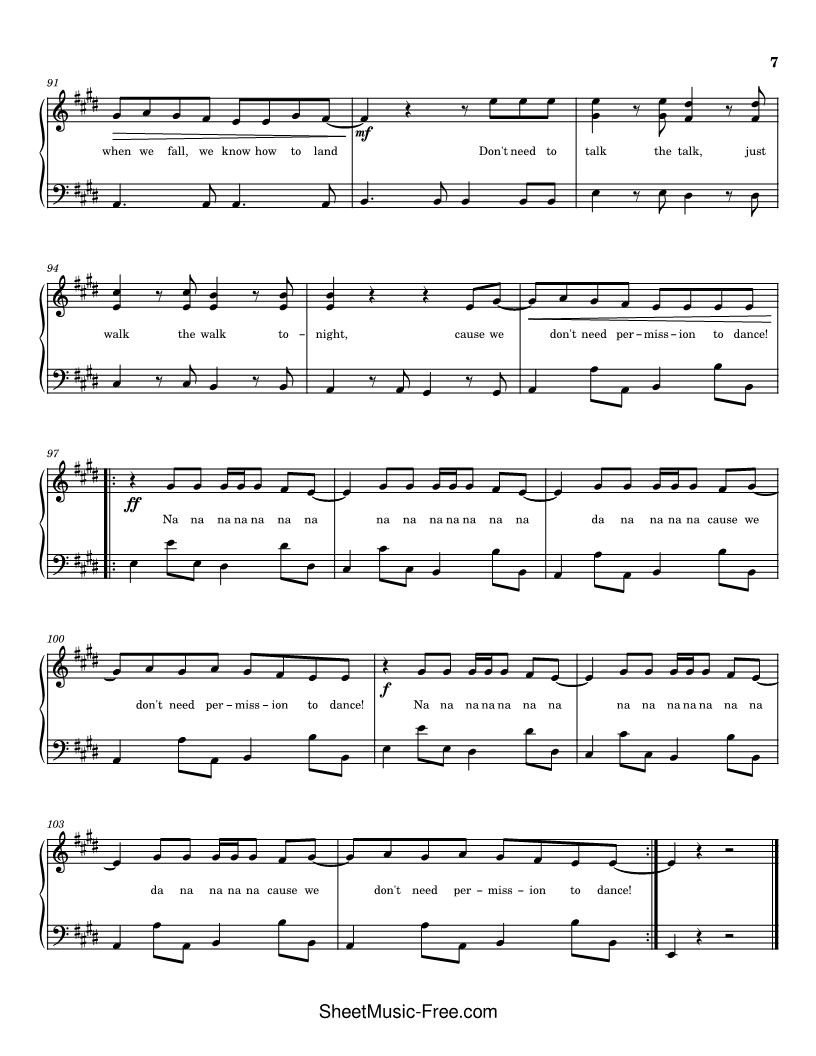 7
91
mf
when we fall, we know how to land Don't need to talk the talk, just
94
walk the walk to – night, cause we don't need per – miss – ion to dance!
97
ff
Na na na na na na na na na na na na na na da na na na na cause we
100
f
don't need per – miss – ion to dance! Na na na na na na na na na na na na na na
103
da na na na na cause we don't need per – miss – ion to dance!
SheetMusic-Free.com